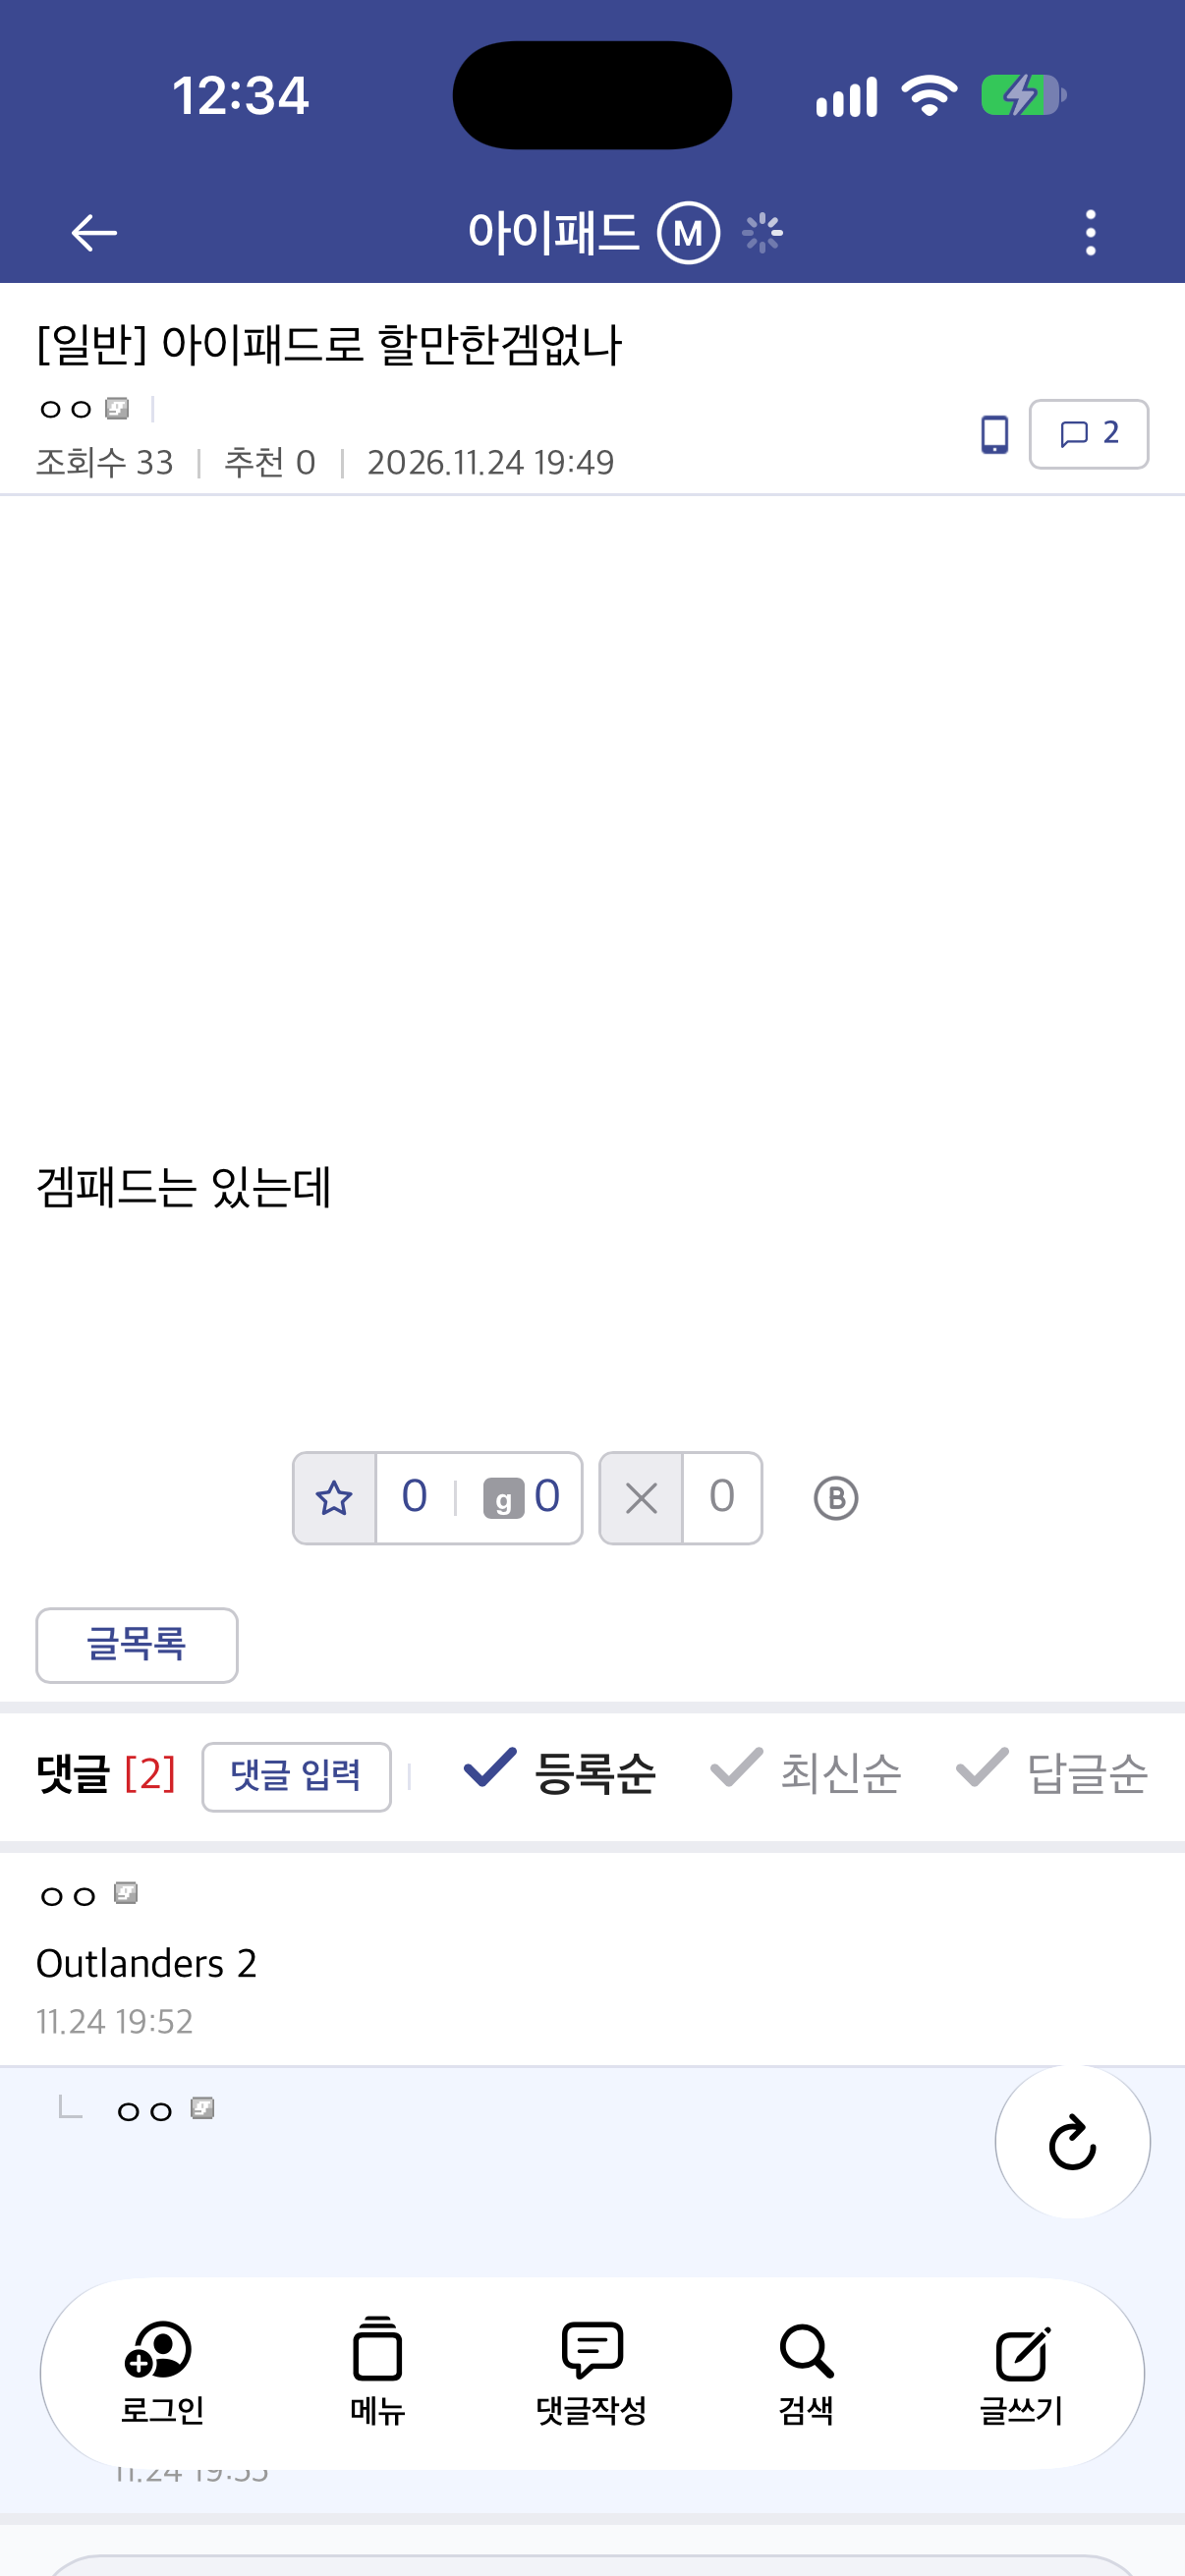 12:34
아이패드 M
[일반] 아이패드로 할만한겜없나
ㅇㅇ
조회수 33 추천 0 2026.11.24 19:49
2
겜패드는 있는데
0 g 0 0 B
글목록
댓글 [2] 댓글 입력 등록순 최신순 답글순
ㅇㅇ
Outlanders 2
11.24 19:52
ㅇㅇ
로그인 메뉴 댓글작성 검색 글쓰기
11.24